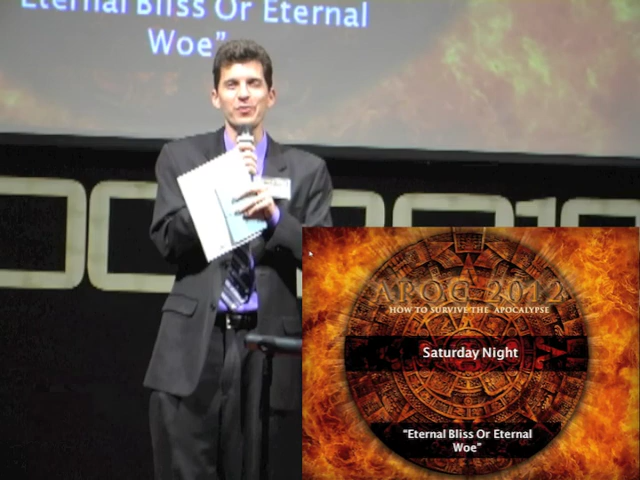 Eternal Bliss Or Eternal
Woe”
APOC 2012
HOW TO SURVIVE THE APOCALYPSE
Saturday Night
“Eternal Bliss Or Eternal
Woe”